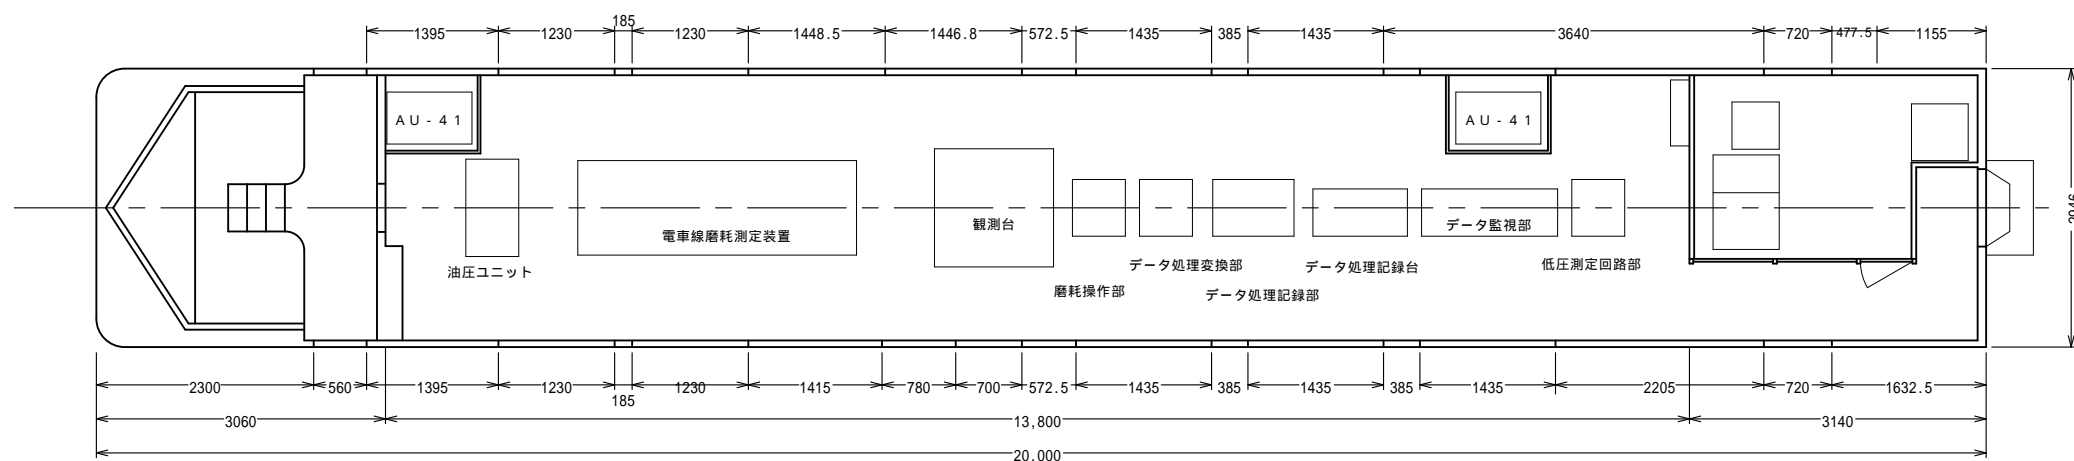 185
1395 1230 1230 1448.5 1446.8 572.5 1435 385 1435 3640 720 477.5 1155
AU-41 AU-41
2946
観測台 データ監視部
電車線磨耗測定装置
油圧ユニット データ処理変換部 データ処理記録台 低圧測定回路部
磨耗操作部 データ処理記録部
2300 560 1395 1230 1230 1415 780 700 572.5 1435 385 1435 385 1435 2205 720 1632.5
185
3060 13,800 3140
20,000